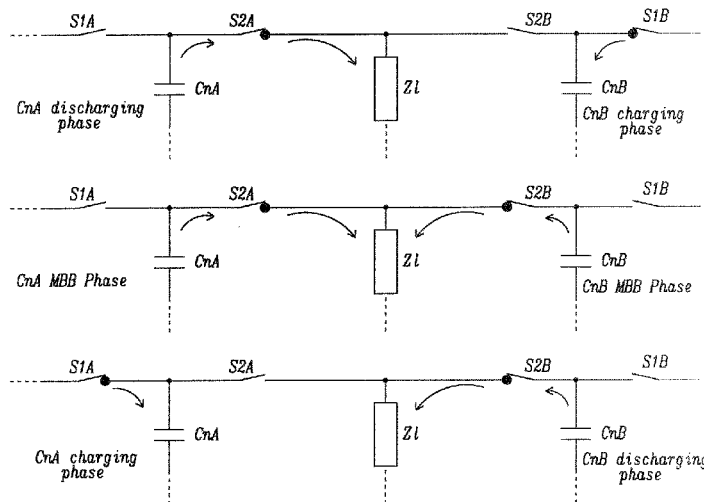 S1A S2A S2B S1B
CnA Zl CnB
CnA discharging
phase
CnB charging
phase
S1A S2A S2B S1B
CnA Zl CnB
CnA MBB Phase
CnB MBB Phase
S1A S2A S2B S1B
CnA Zl CnB
CnA charging
phase
CnB discharging
phase